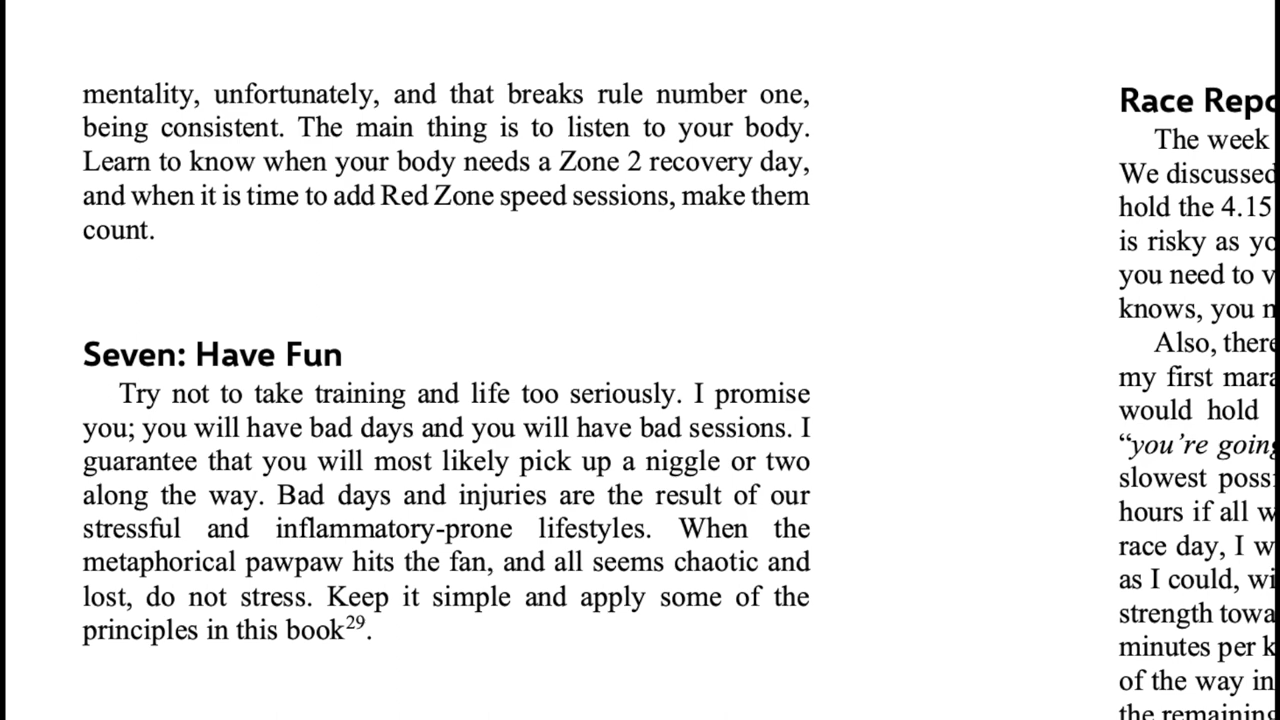 mentality, unfortunately, and that breaks rule number one,
being consistent. The main thing is to listen to your body.
Learn to know when your body needs a Zone 2 recovery day,
and when it is time to add Red Zone speed sessions, make them
count.
Seven: Have Fun
Try not to take training and life too seriously. I promise
you; you will have bad days and you will have bad sessions. I
guarantee that you will most likely pick up a niggle or two
along the way. Bad days and injuries are the result of our
stressful and inflammatory-prone lifestyles. When the
metaphorical pawpaw hits the fan, and all seems chaotic and
lost, do not stress. Keep it simple and apply some of the
principles in this book29.
Race
The week
We discussed
hold the 4.15
is risky as
you need to
knows, you
Also, there
my first
would hold
“you’re going
slowest
hours if all
race day, I
as I could,
strength
minutes per
of the way in
the remaining